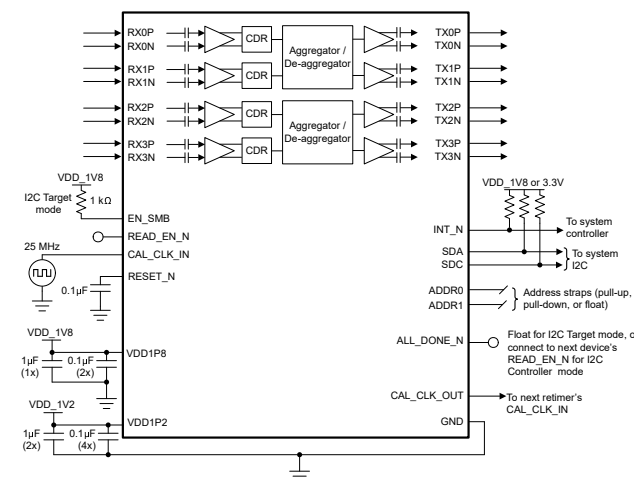 RX0P
RX0N
CDR
Aggregator /
De-aggregator
TX0P
TX0N
RX1P
RX1N
CDR
TX1P
TX1N
RX2P
RX2N
CDR
Aggregator /
De-aggregator
TX2P
TX2N
RX3P
RX3N
CDR
TX3P
TX3N
VDD_1V8
I2C Target
mode
1 kΩ
EN_SMB
READ_EN_N
25 MHz
CAL_CLK_IN
RESET_N
0.1µF
VDD_1V8
VDD1P8
1µF
(1x)
0.1µF
(2x)
VDD_1V2
VDD1P2
1µF
(2x)
0.1µF
(4x)
VDD_1V8 or 3.3V
INT_N
To system
controller
SDA
SDC
To system
I2C
ADDR0
ADDR1
Address straps (pull-up,
pull-down, or float)
ALL_DONE_N
Float for I2C Target mode, o
connect to next device's
READ_EN_N for I2C
Controller mode
CAL_CLK_OUT
To next retimer's
CAL_CLK_IN
GND